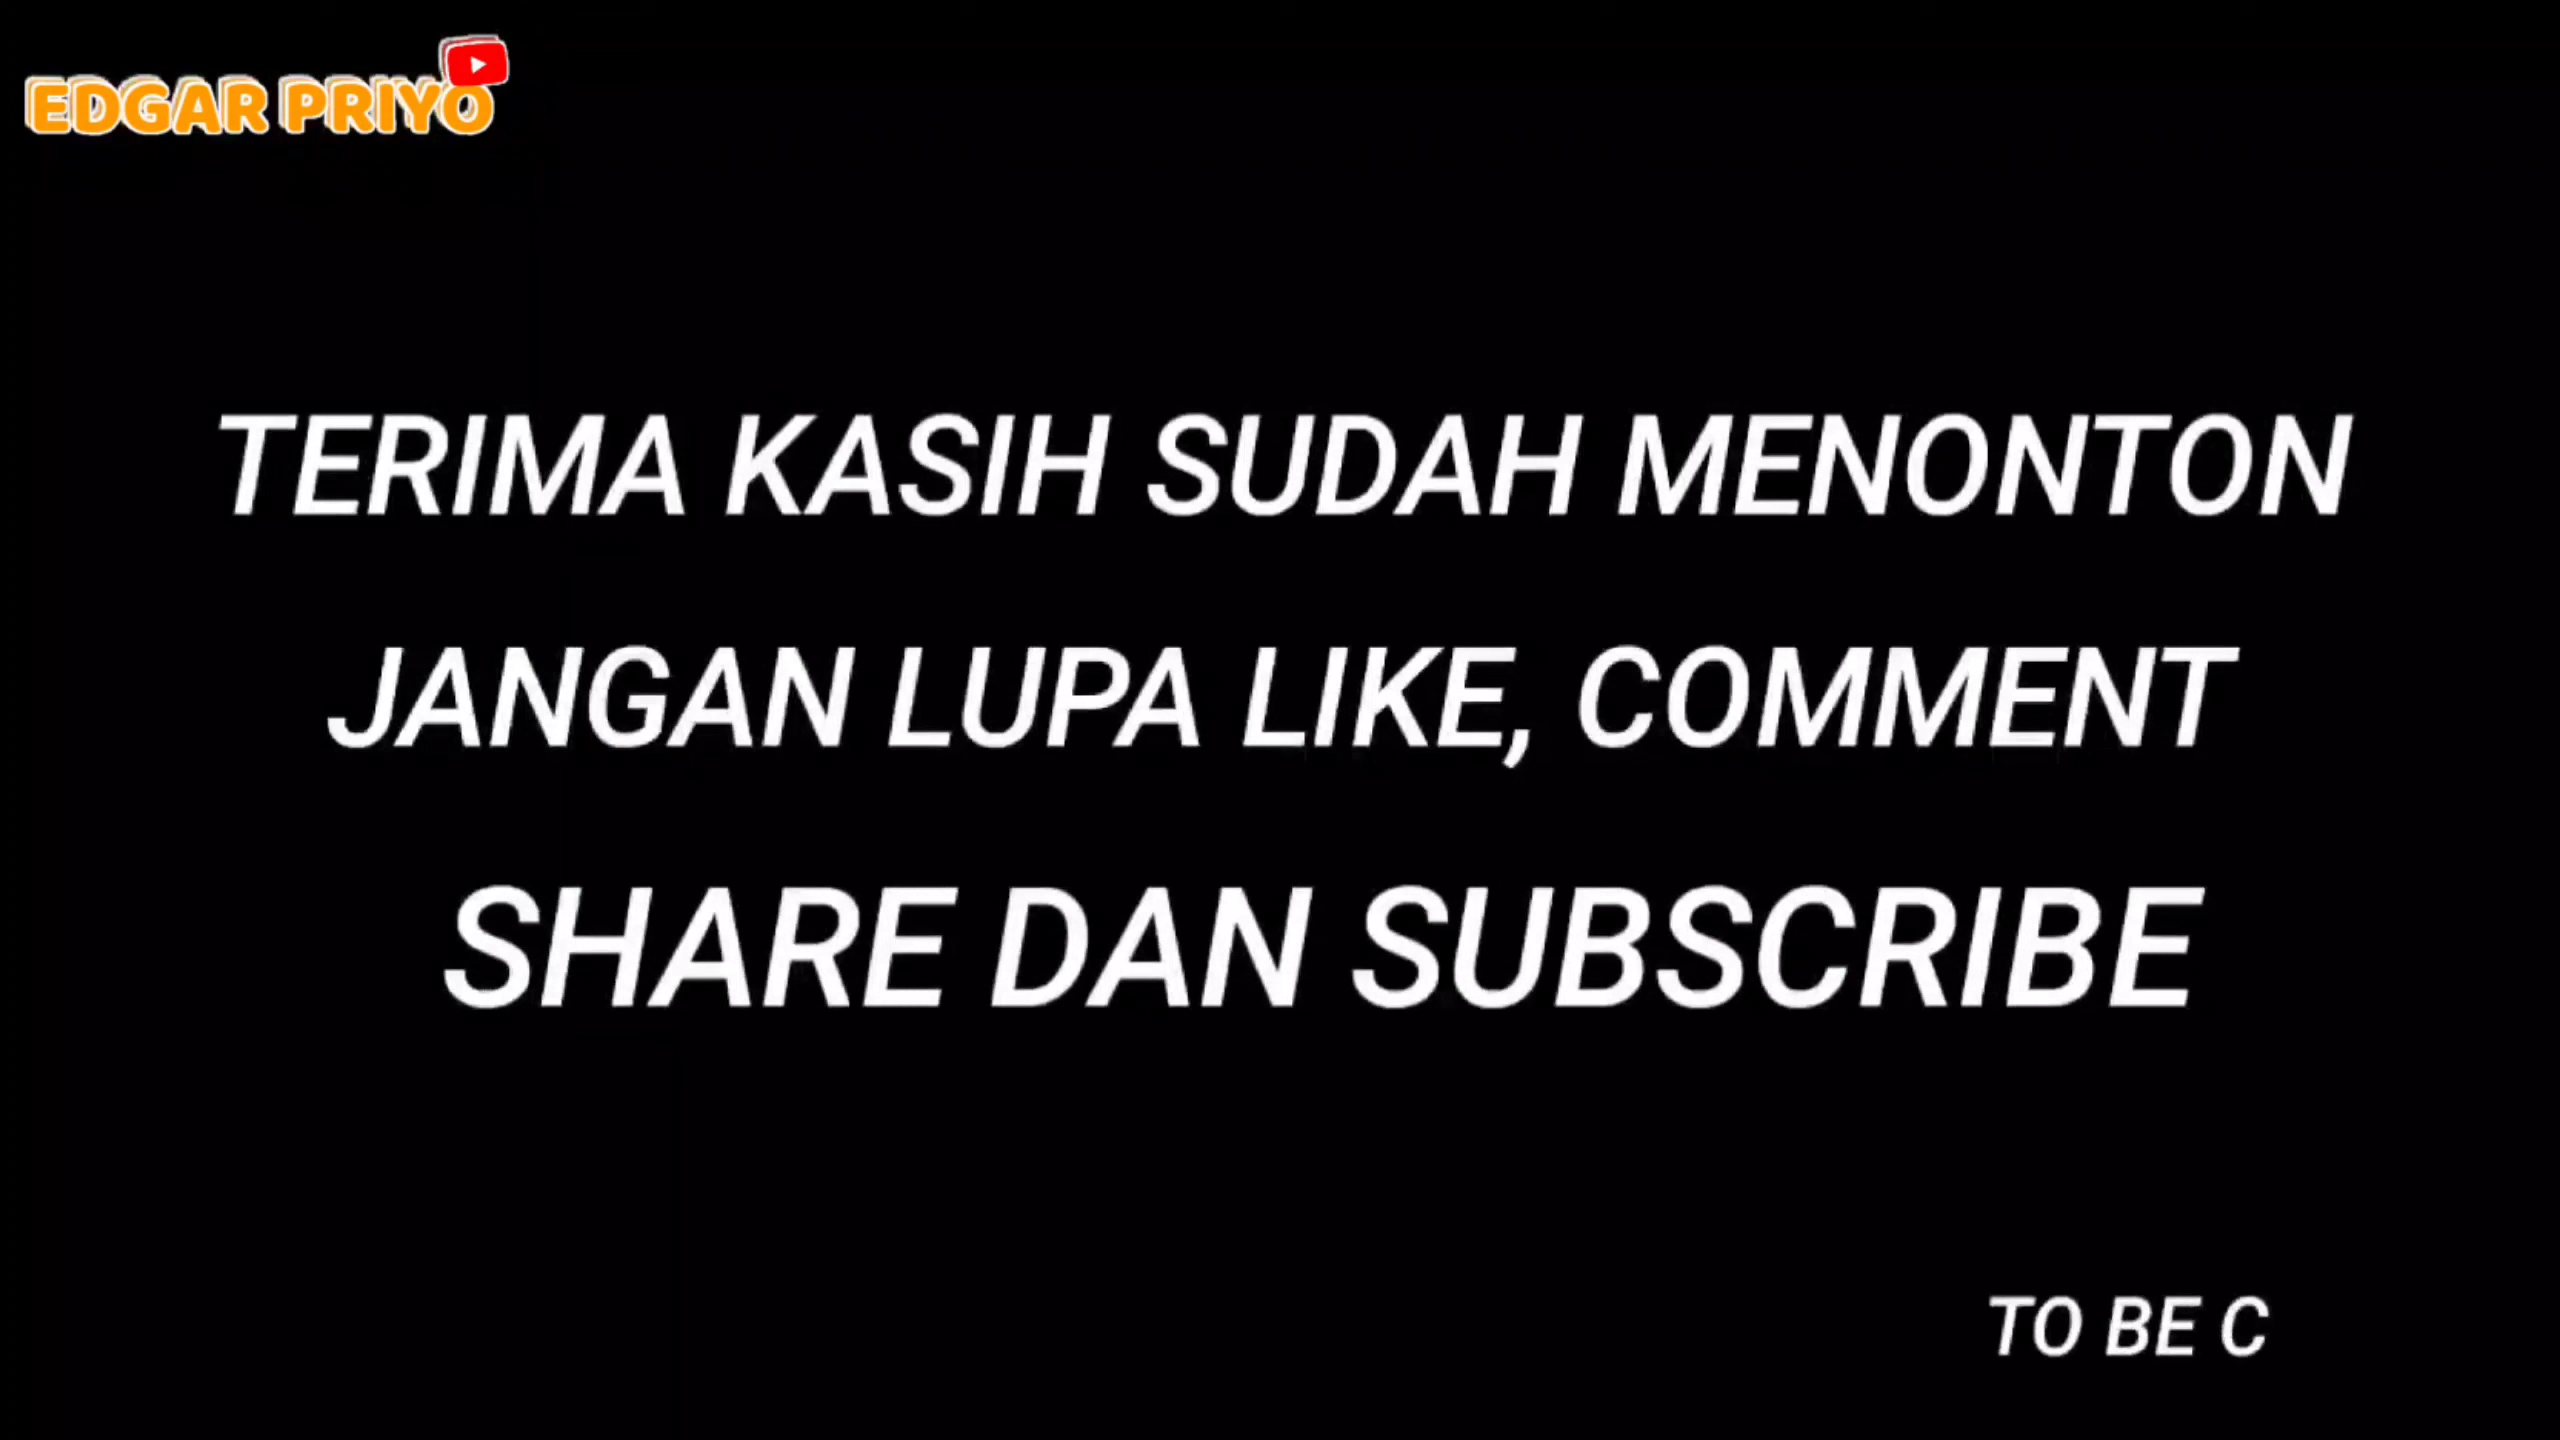 EDGAR PRIYO
TERIMA KASIH SUDAH MENONTON
JANGAN LUPA LIKE, COMMENT
SHARE DAN SUBSCRIBE
TO BE C